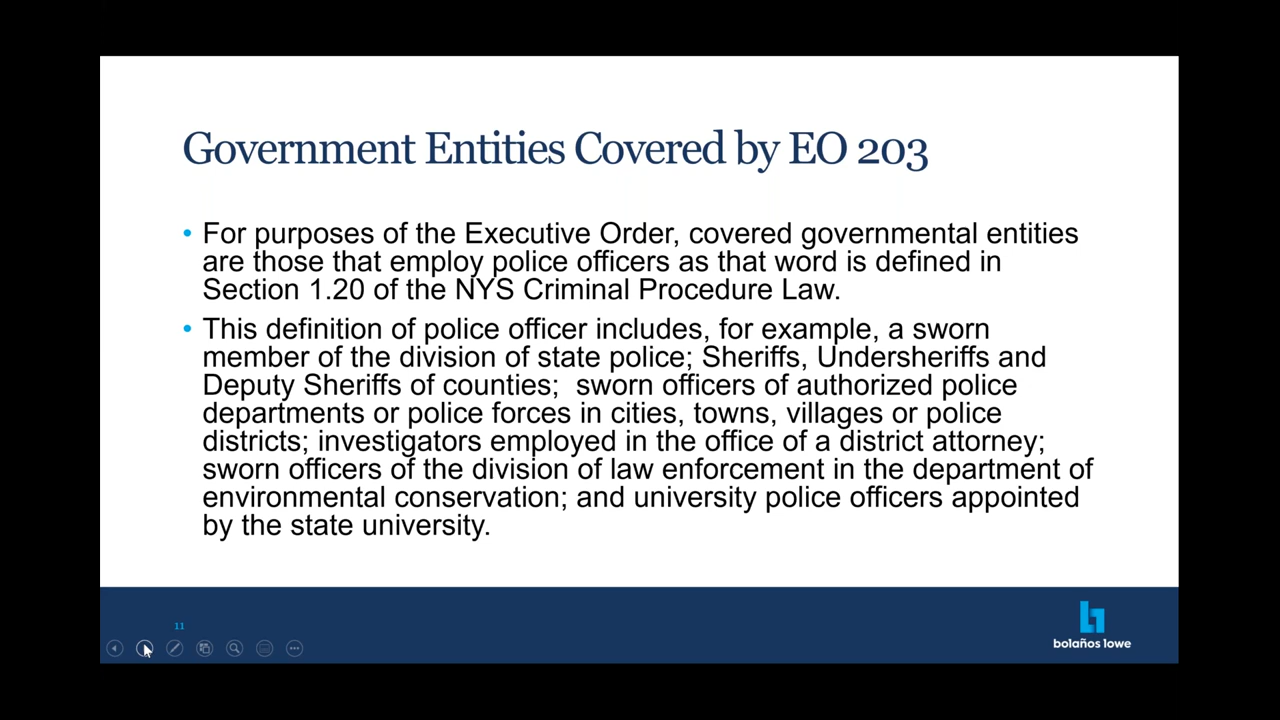 Government Entities Covered by EO 203
• For purposes of the Executive Order, covered governmental entities
are those that employ police officers as that word is defined in
Section 1.20 of the NYS Criminal Procedure Law.
• This definition of police officer includes, for example, a sworn
member of the division of state police; Sheriffs, Undersheriffs and
Deputy Sheriffs of counties;  sworn officers of authorized police
departments or police forces in cities, towns, villages or police
districts; investigators employed in the office of a district attorney;
sworn officers of the division of law enforcement in the department of
environmental conservation; and university police officers appointed
by the state university.
11
bolaños lowe